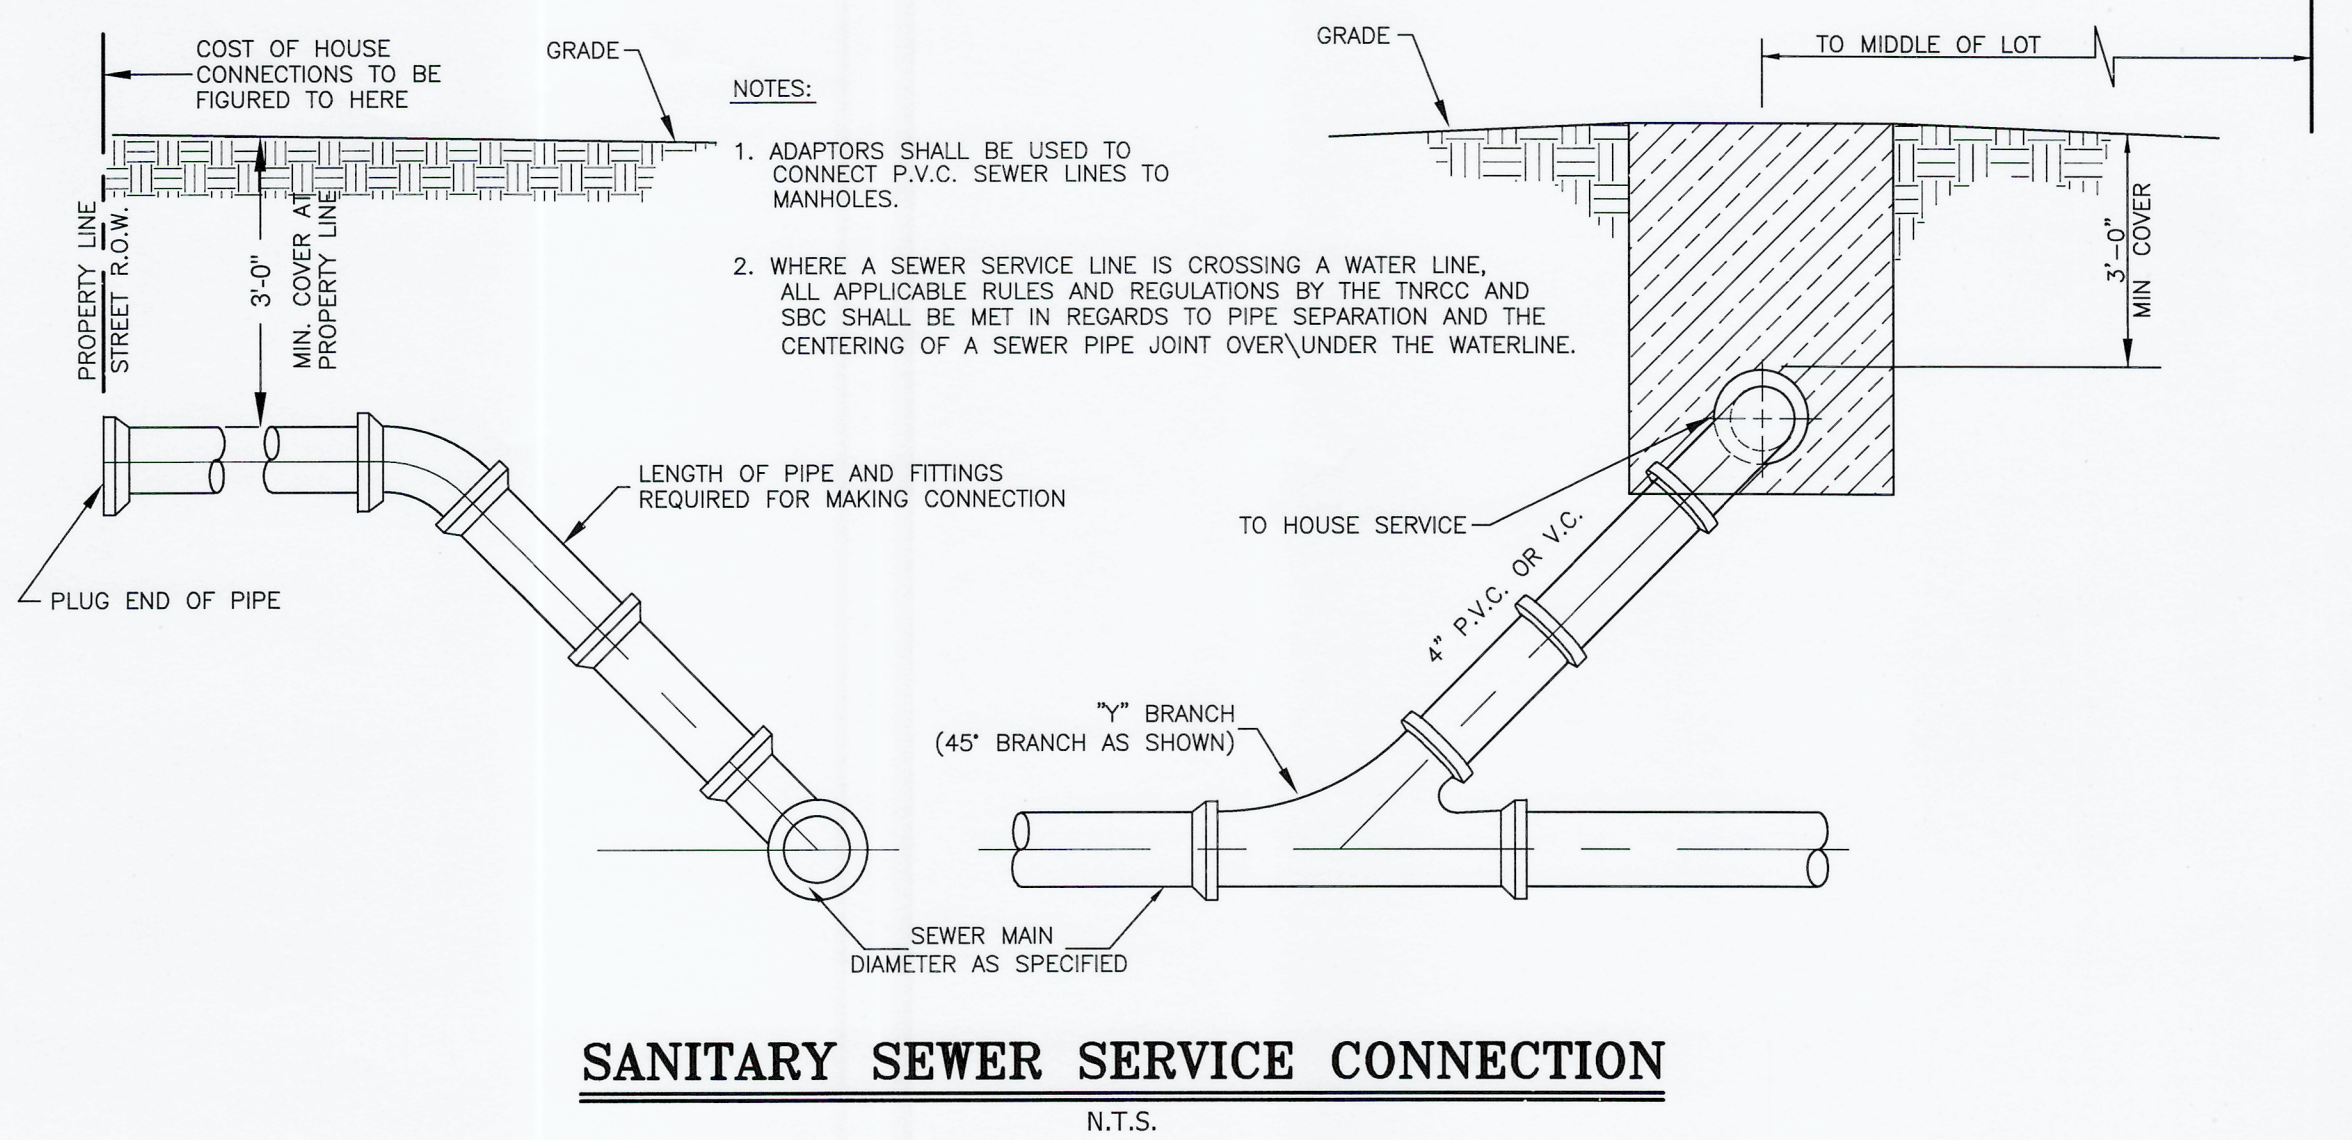 COST OF HOUSE
CONNECTIONS TO BE
FIGURED TO HERE
GRADE
NOTES:
1. ADAPTORS SHALL BE USED TO
CONNECT P.V.C. SEWER LINES TO
MANHOLES.
2. WHERE A SEWER SERVICE LINE IS CROSSING A WATER LINE,
ALL APPLICABLE RULES AND REGULATIONS BY THE TNRCC AND
SBC SHALL BE MET IN REGARDS TO PIPE SEPARATION AND THE
CENTERING OF A SEWER PIPE JOINT OVER\UNDER THE WATERLINE.
GRADE
TO MIDDLE OF LOT
PROPERTY LINE
STREET R.O.W.
3'-0"
MIN. COVER AT
PROPERTY LINE
3'-0"
MIN COVER
LENGTH OF PIPE AND FITTINGS
REQUIRED FOR MAKING CONNECTION
TO HOUSE SERVICE
4" P.V.C. OR V.C.
PLUG END OF PIPE
"Y" BRANCH
(45° BRANCH AS SHOWN)
SEWER MAIN
DIAMETER AS SPECIFIED
SANITARY SEWER SERVICE CONNECTION
N.T.S.